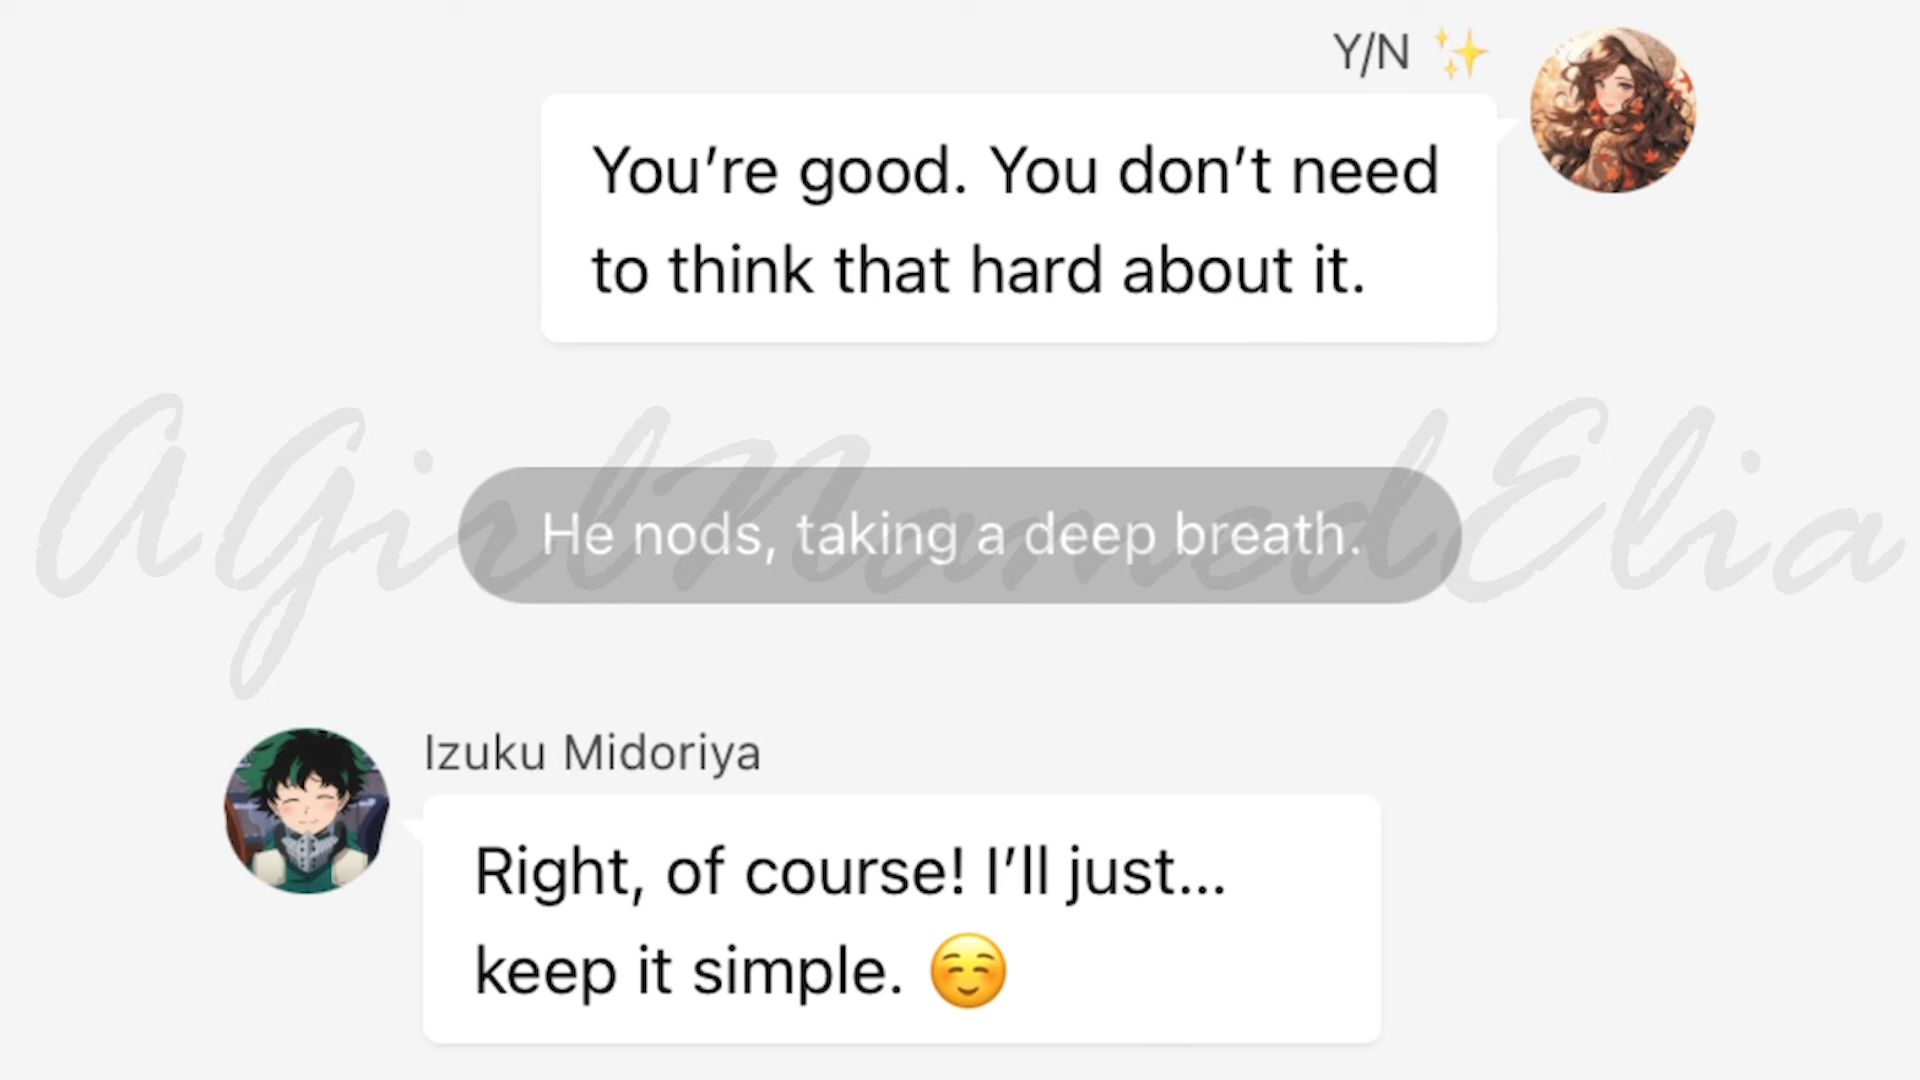 Y/N ✨
You’re good. You don’t need
to think that hard about it.
AGirlNamedElia
He nods, taking a deep breath.
Izuku Midoriya
Right, of course! I’ll just...
keep it simple. ☺️